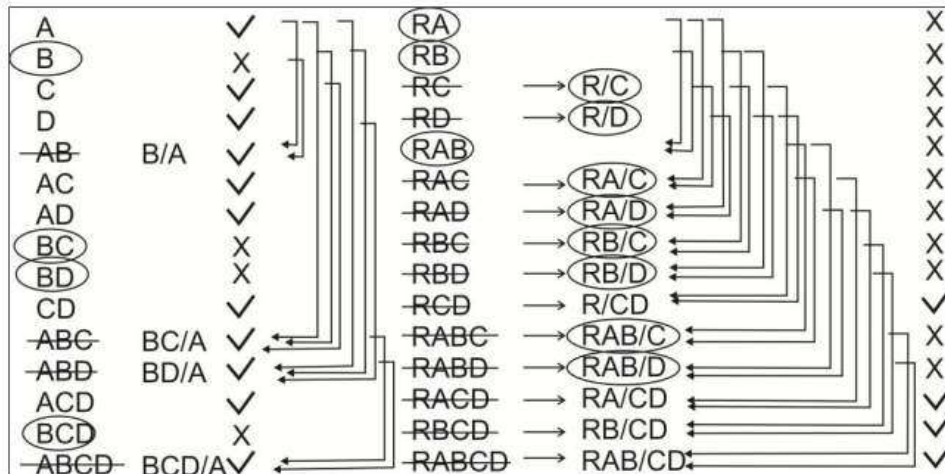 A ✓ RA X
B X RB X
C ✓ RC R/C X
D ✓ RD R/D X
AB B/A ✓ RAB X
AC ✓ RAC RA/C X
AD ✓ RAD RA/D X
BC X RBC RB/C X
BD X RBD RB/D X
CD ✓ RCD R/CD ✓
ABC BC/A ✓ RABC RAB/C X
ABD BD/A ✓ RABD RAB/D X
ACD ✓ RACD RA/CD ✓
BCD X RBCD RB/CD ✓
ABCD BCD/A ✓ RABCD RAB/CD ✓